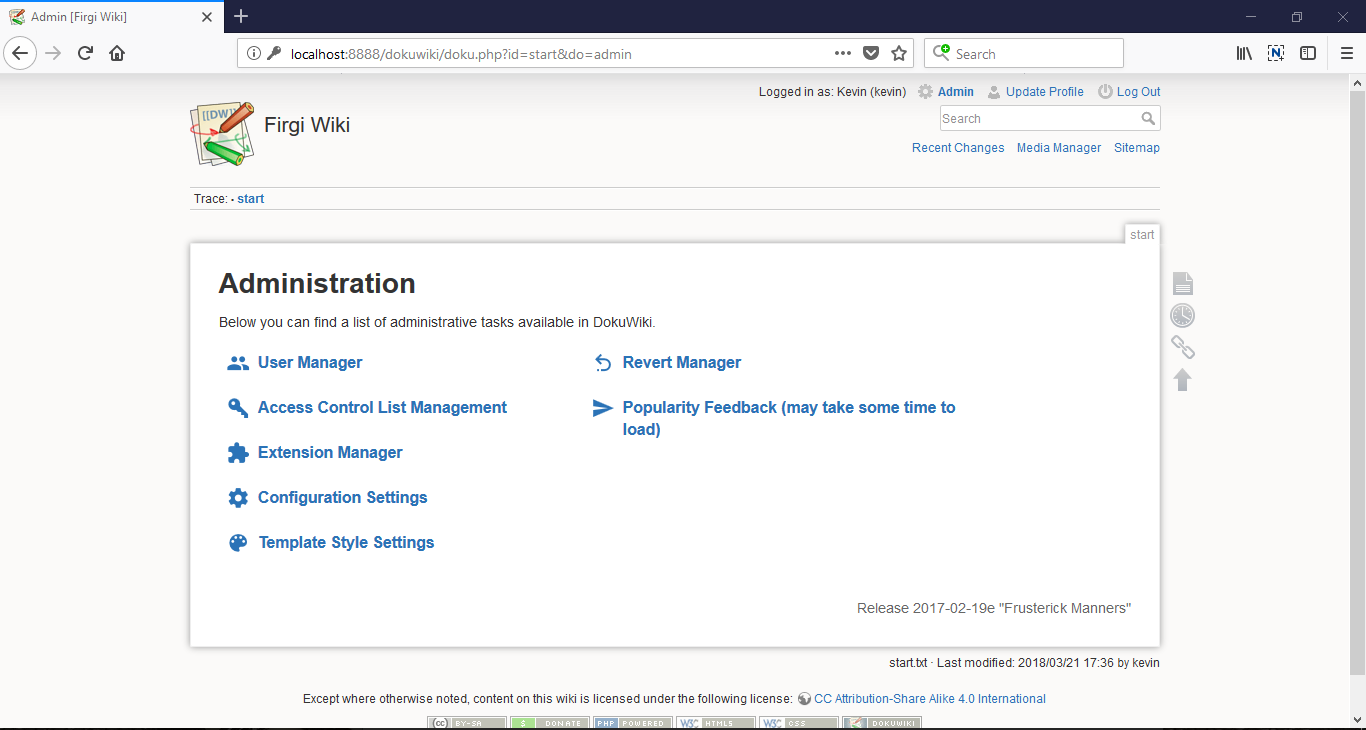 Admin [Firgi Wiki]
localhost:8888/dokuwiki/doku.php?id=start&do=admin
Search
Logged in as: Kevin (kevin) Admin Update Profile Log Out
[[DW]]
Firgi Wiki
Search
Recent Changes Media Manager Sitemap
Trace: • start
start
Administration
Below you can find a list of administrative tasks available in DokuWiki.
User Manager
Access Control List Management
Extension Manager
Configuration Settings
Template Style Settings
Revert Manager
Popularity Feedback (may take some time to
load)
Release 2017-02-19e "Frusterick Manners"
start.txt · Last modified: 2018/03/21 17:36 by kevin
Except where otherwise noted, content on this wiki is licensed under the following license: CC Attribution-Share Alike 4.0 International
cc BY-SA $ DONATE PHP POWERED W3C HTML5 W3C CSS DOKUWIKI